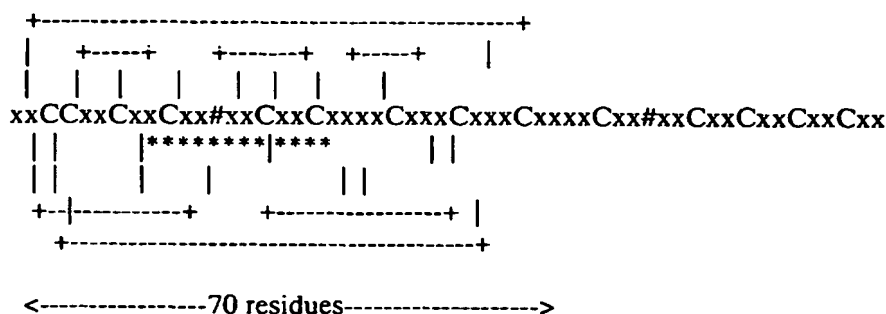 +-----------------------------------------------+
| +------+ +--------+ +------+ |
| | | | | | | |
xxCCxxCxxCxx#xxCxxCxxxxCxxxCxxxCxxxxCxx#xxCxxCxxCxxCxx
| | |********|**** | |
| | | | | |
+--|-----------+ +-----------------+ |
+----------------------------------------+
<-----------------70 residues--------------->